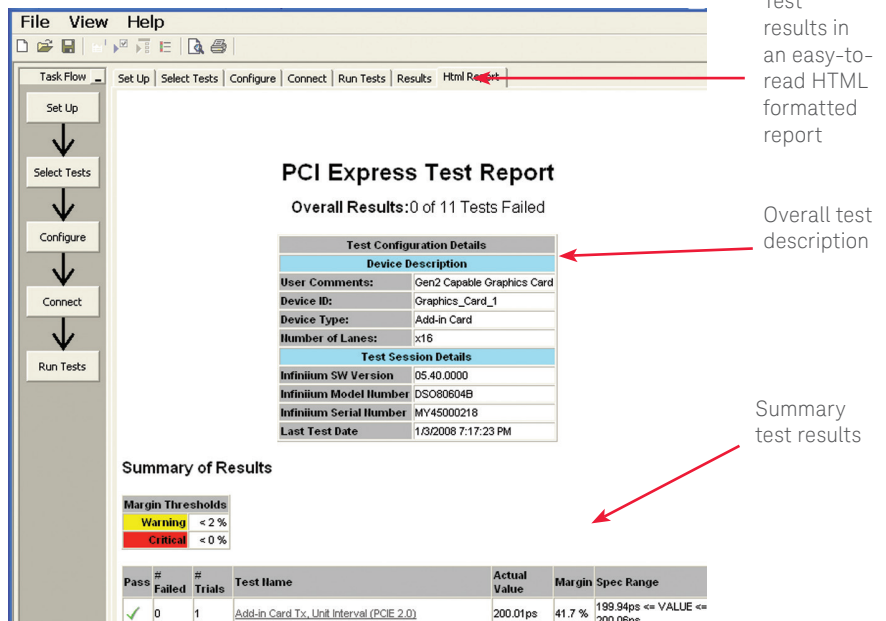 File View Help
Task Flow
Set Up
Select Tests
Configure
Connect
Run Tests
Set Up Select Tests Configure Connect Run Tests Results Html Report
PCI Express Test Report
Overall Results:0 of 11 Tests Failed
Test Configuration Details
Device Description
User Comments: Gen2 Capable Graphics Card
Device ID: Graphics_Card_1
Device Type: Add-in Card
Number of Lanes: x16
Test Session Details
Infiniium SW Version 05.40.0000
Infiniium Model Number DSO80604B
Infiniium Serial Number MY45000218
Last Test Date 1/3/2008 7:17:23 PM
Summary of Results
Margin Thresholds
Warning < 2 %
Critical < 0 %
Pass # Failed # Trials Test Name Actual Value Margin Spec Range
0 1 Add-in Card Tx, Unit Interval (PCIE 2.0) 200.01ps 41.7 % 199.94ps <= VALUE <= 200.06ps
Test
results in
an easy-to-
read HTML
formatted
report
Overall test
description
Summary
test results